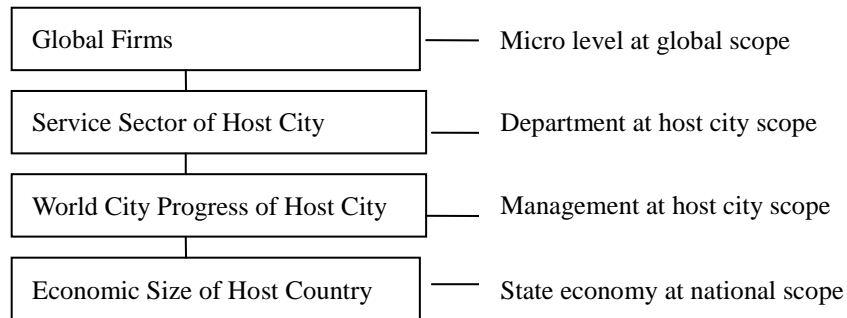 Global Firms
Micro level at global scope
Service Sector of Host City
Department at host city scope
World City Progress of Host City
Management at host city scope
Economic Size of Host Country
State economy at national scope